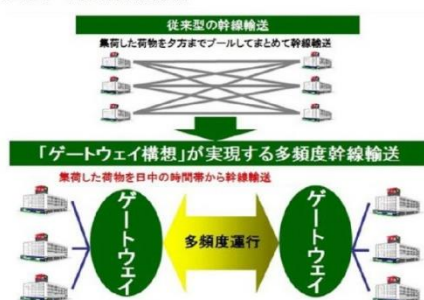 従来型の幹線輸送
集荷した荷物を夕方までプールしてまとめて幹線輸送
「ゲートウェイ構想」が実現する多頻度幹線輸送
集荷した荷物を日中の時間帯から幹線輸送
ゲートウェイ
多頻度運行
ゲートウェイ